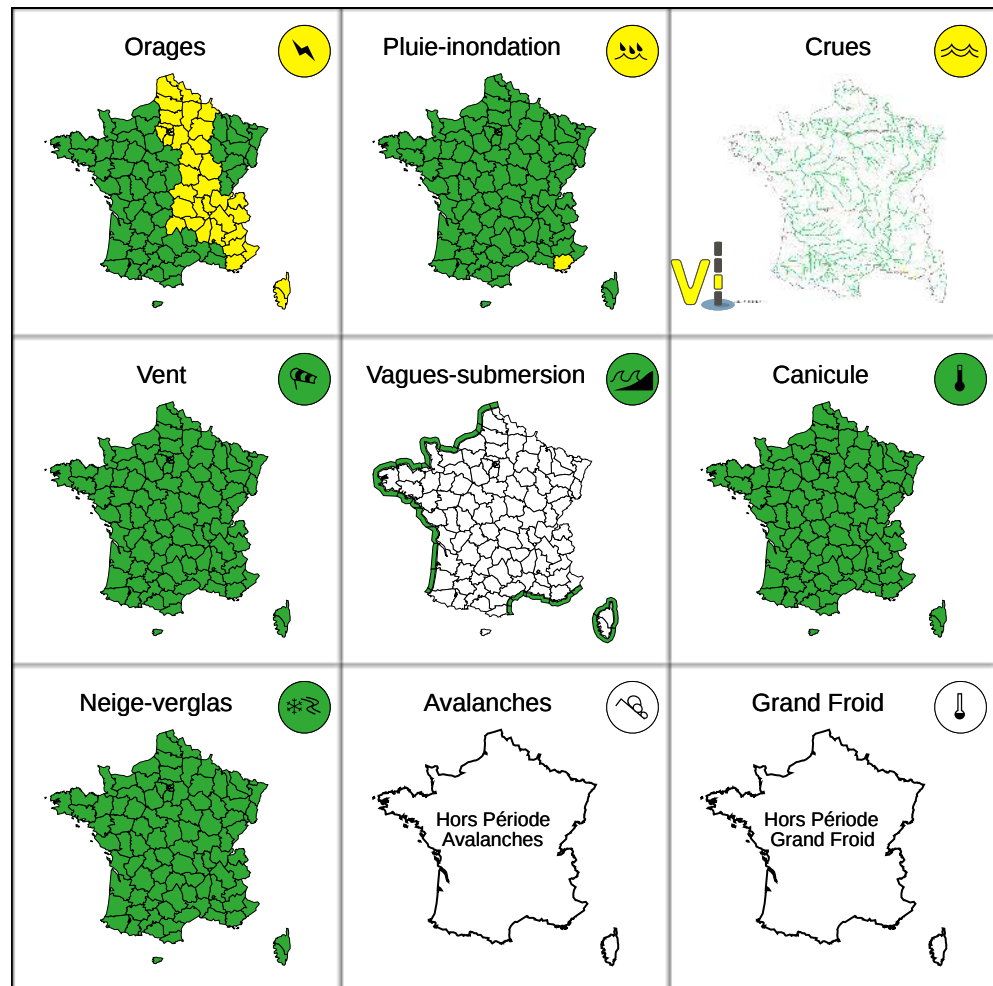 Orages
Pluie-inondation
Crues
Vi
Vent
Vagues-submersion
Canicule
Neige-verglas
Avalanches
Grand Froid
Hors Période
Avalanches
Hors Période
Grand Froid